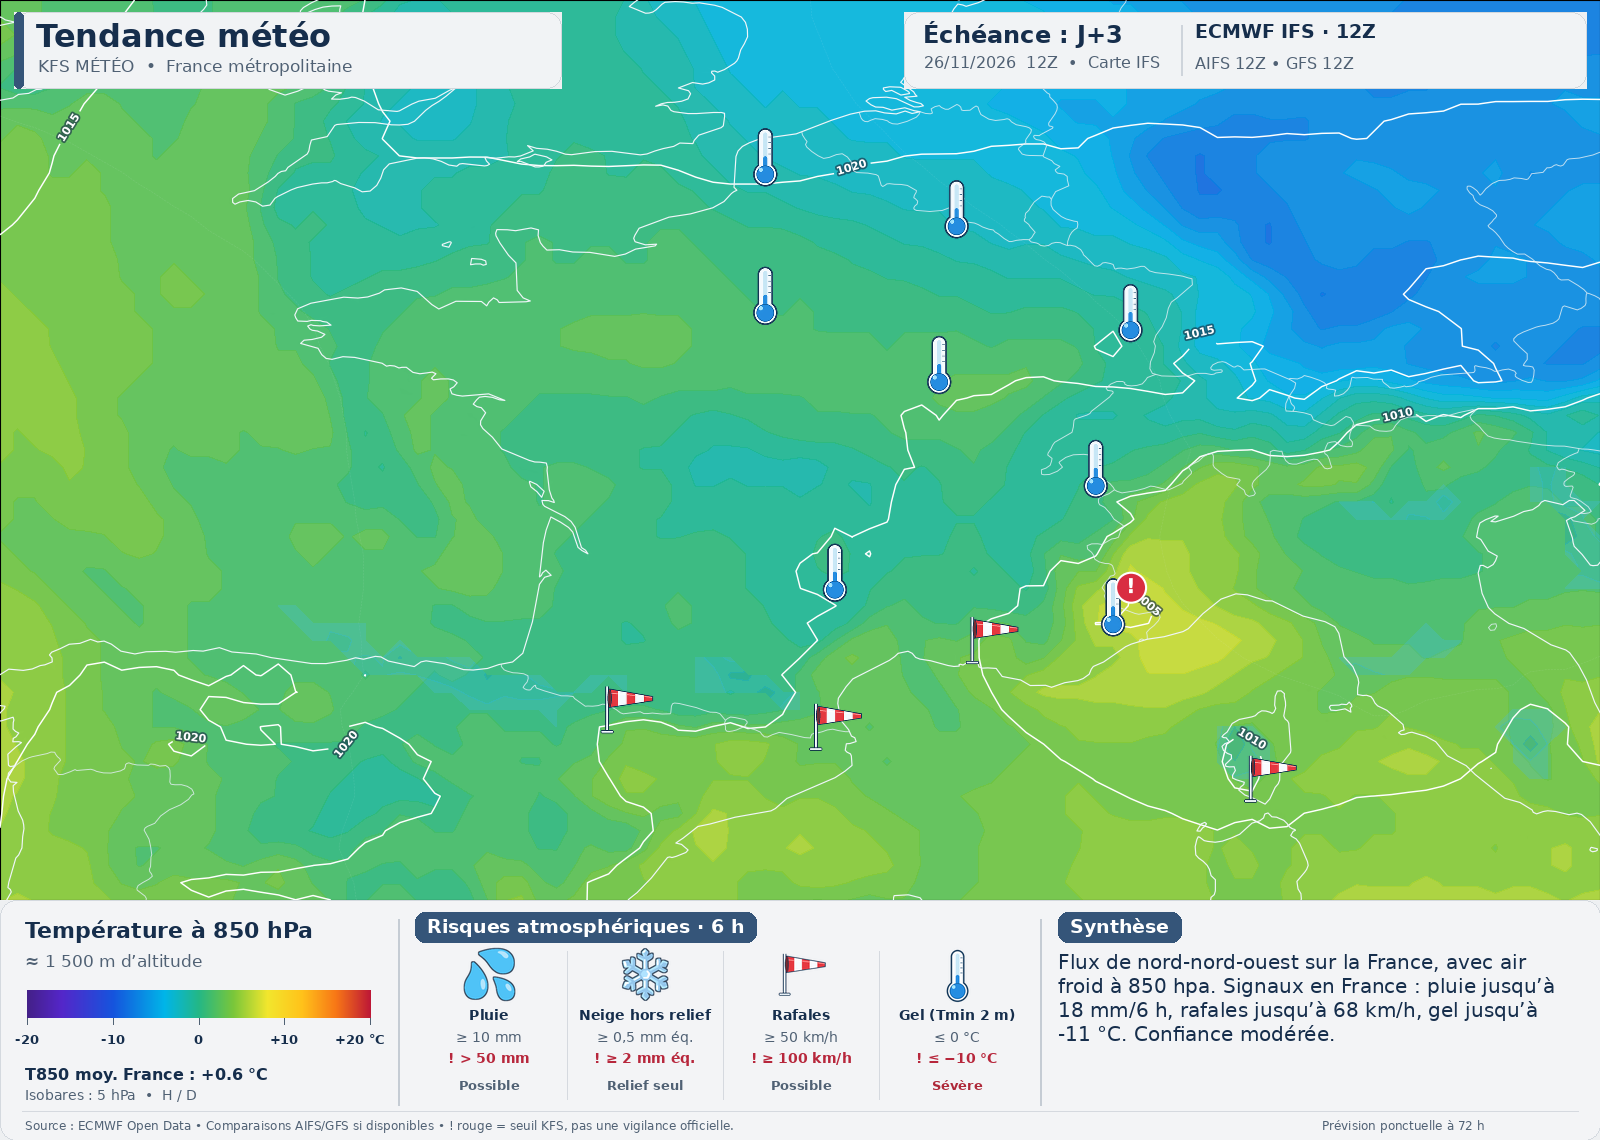 Tendance météo
KFS MÉTÉO • France métropolitaine
Échéance : J+3
26/11/2026 12Z • Carte IFS
ECMWF IFS · 12Z
AIFS 12Z • GFS 12Z
1015
1020
1015
1010
005
1020
1020
1010
!
Température à 850 hPa
≈ 1 500 m d’altitude
-20 -10 0 +10 +20 °C
T850 moy. France : +0.6 °C
Isobares : 5 hPa • H / D
Risques atmosphériques · 6 h
Pluie
≥ 10 mm
! > 50 mm
Possible
Neige hors relief
≥ 0,5 mm éq.
! ≥ 2 mm éq.
Relief seul
Rafales
≥ 50 km/h
! ≥ 100 km/h
Possible
Gel (Tmin 2 m)
≤ 0 °C
! ≤ −10 °C
Sévère
Synthèse
Flux de nord-nord-ouest sur la France, avec air
froid à 850 hpa. Signaux en France : pluie jusqu’à
18 mm/6 h, rafales jusqu’à 68 km/h, gel jusqu’à
-11 °C. Confiance modérée.
Source : ECMWF Open Data • Comparaisons AIFS/GFS si disponibles • ! rouge = seuil KFS, pas une vigilance officielle.
Prévision ponctuelle à 72 h